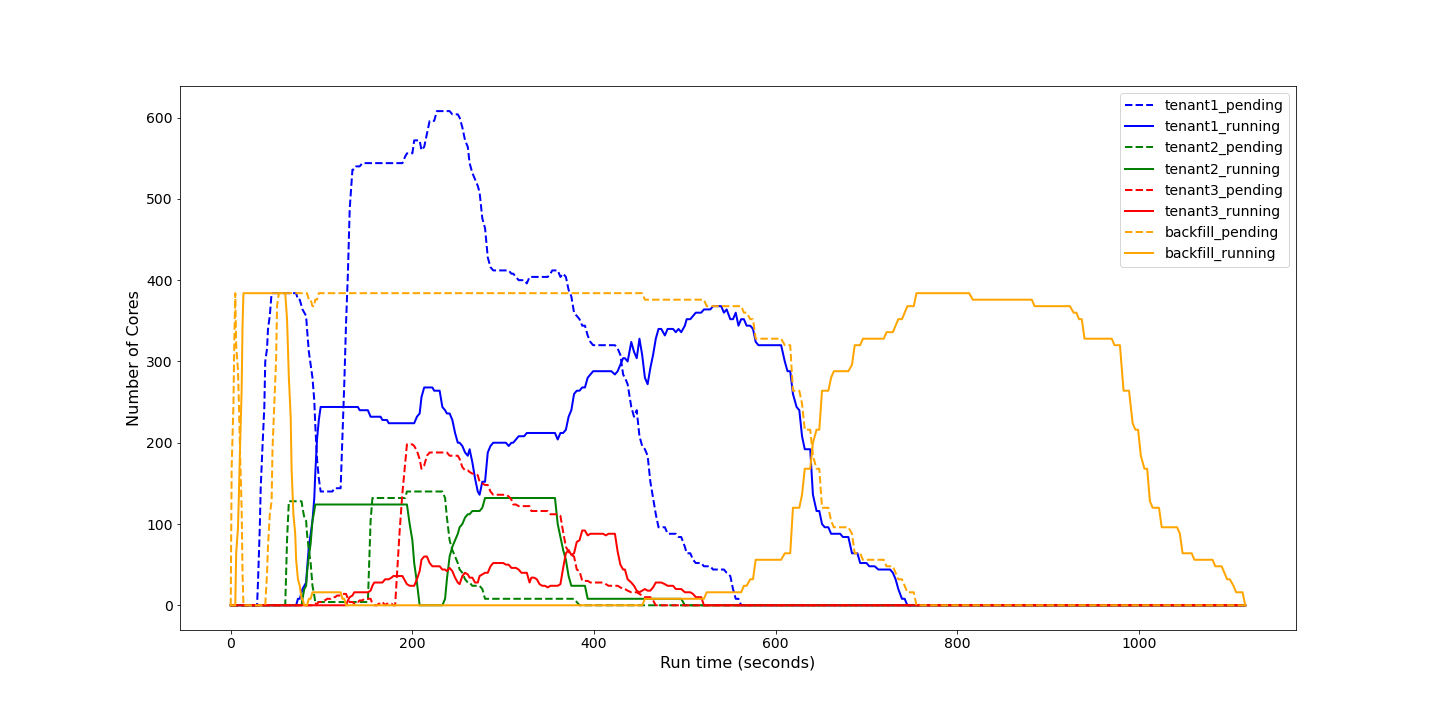 600
500
400
300
200
100
0
Number of Cores
tenant1_pending
tenant1_running
tenant2_pending
tenant2_running
tenant3_pending
tenant3_running
backfill_pending
backfill_running
0 200 400 600 800 1000
Run time (seconds)